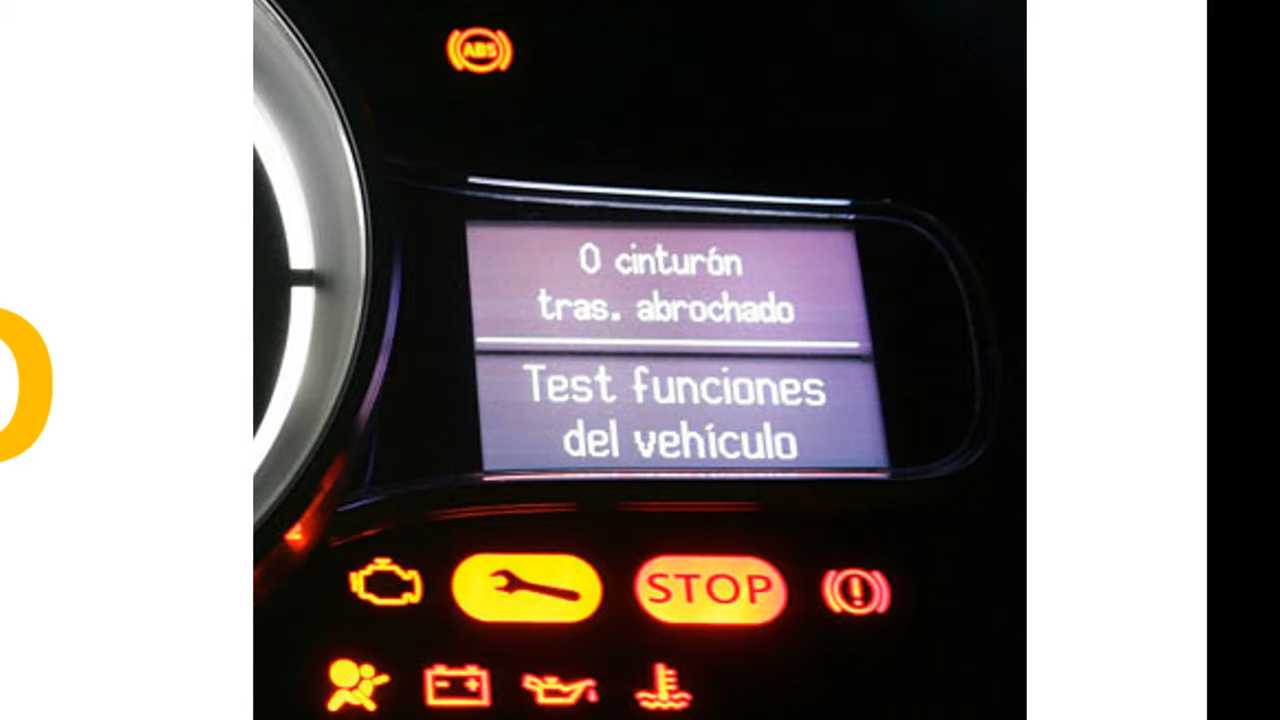 ABS
0 cinturón
tras. abrochado
Test funciones
del vehículo
STOP